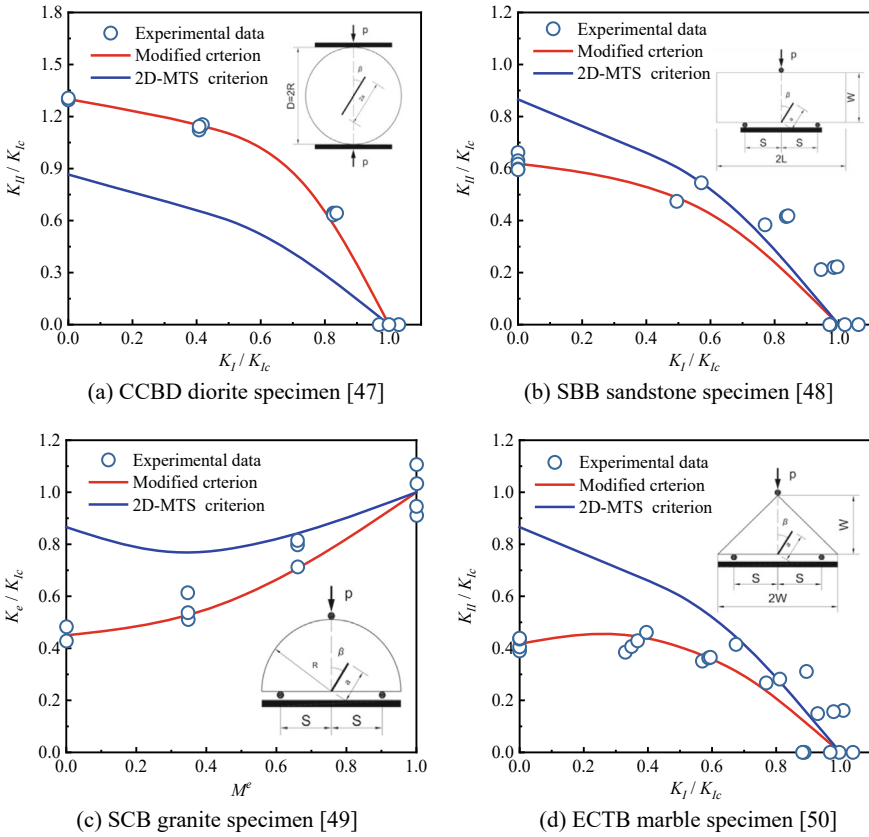 Experimental data
Modified crterion
2D-MTS criterion
p
D=2R
β
2a
p
1.8
1.5
1.2
0.9
0.6
0.3
0.0
K_II / K_Ic
0.0 0.2 0.4 0.6 0.8 1.0
K_I / K_Ic
(a) CCBD diorite specimen [47]
Experimental data
Modified crterion
2D-MTS criterion
p
β
a
W
S S
2L
1.2
1.0
0.8
0.6
0.4
0.2
0.0
K_II / K_Ic
0.0 0.2 0.4 0.6 0.8 1.0
K_I / K_Ic
(b) SBB sandstone specimen [48]
Experimental data
Modified crterion
2D-MTS criterion
p
R
β
a
S S
1.2
1.0
0.8
0.6
0.4
0.2
0.0
K_e / K_Ic
0.0 0.2 0.4 0.6 0.8 1.0
M^e
(c) SCB granite specimen [49]
Experimental data
Modified crterion
2D-MTS criterion
p
β
a
W
S S
2W
1.2
1.0
0.8
0.6
0.4
0.2
0.0
K_II / K_Ic
0.0 0.2 0.4 0.6 0.8 1.0
K_I / K_Ic
(d) ECTB marble specimen [50]